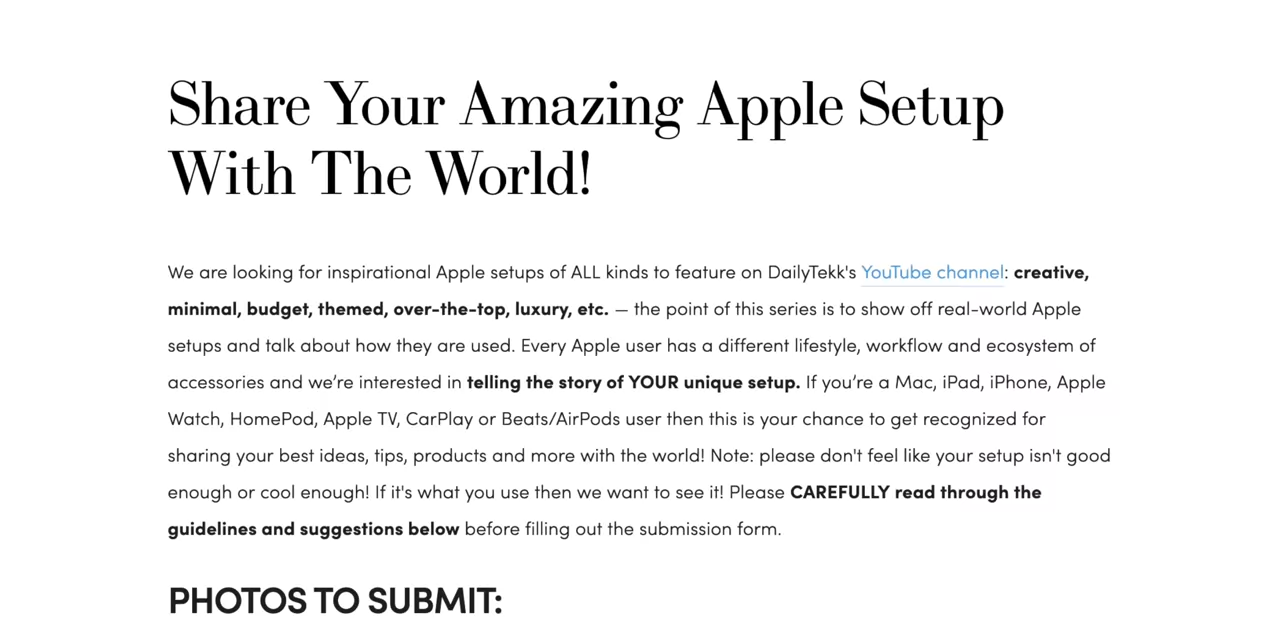 Share Your Amazing Apple Setup
With The World!
We are looking for inspirational Apple setups of ALL kinds to feature on DailyTekk's YouTube channel: creative,
minimal, budget, themed, over-the-top, luxury, etc. — the point of this series is to show off real-world Apple
setups and talk about how they are used. Every Apple user has a different lifestyle, workflow and ecosystem of
accessories and we’re interested in telling the story of YOUR unique setup. If you’re a Mac, iPad, iPhone, Apple
Watch, HomePod, Apple TV, CarPlay or Beats/AirPods user then this is your chance to get recognized for
sharing your best ideas, tips, products and more with the world! Note: please don't feel like your setup isn't good
enough or cool enough! If it's what you use then we want to see it! Please CAREFULLY read through the
guidelines and suggestions below before filling out the submission form.
PHOTOS TO SUBMIT: